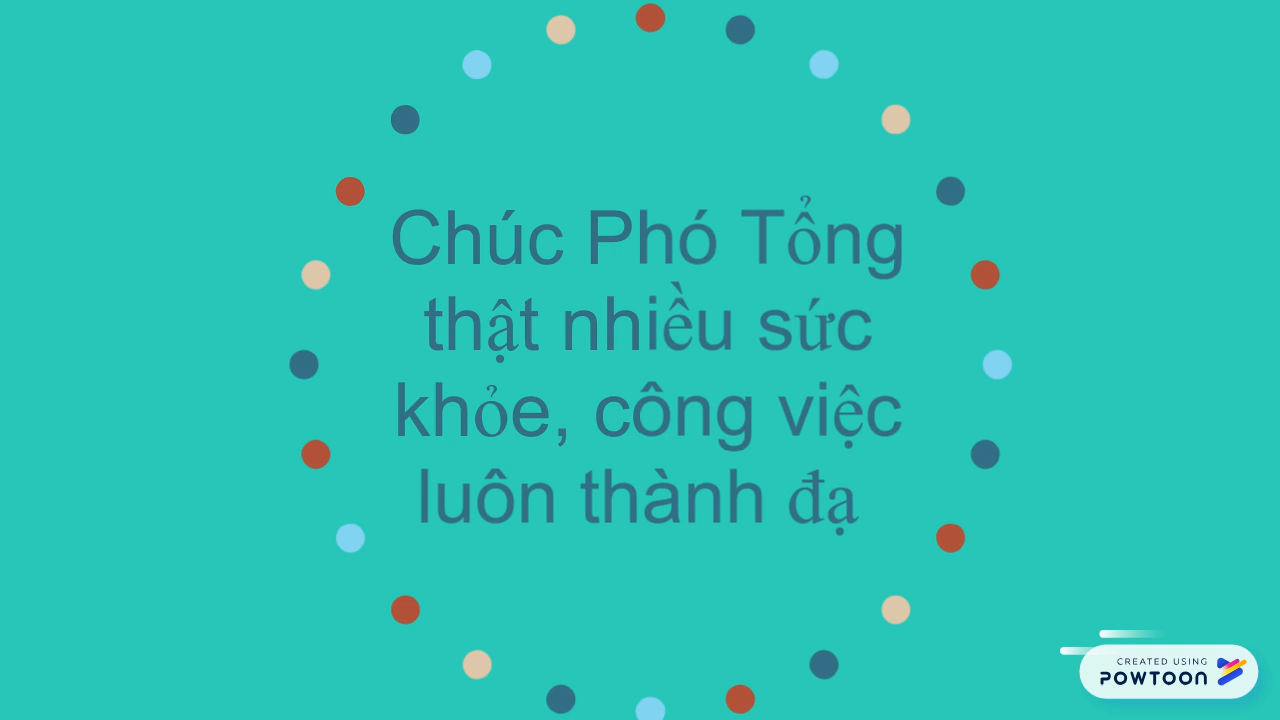 Chúc Phó Tổng
thật nhiều sức
khỏe, công việc
luôn thành đạ
CREATED USING
POWTOON